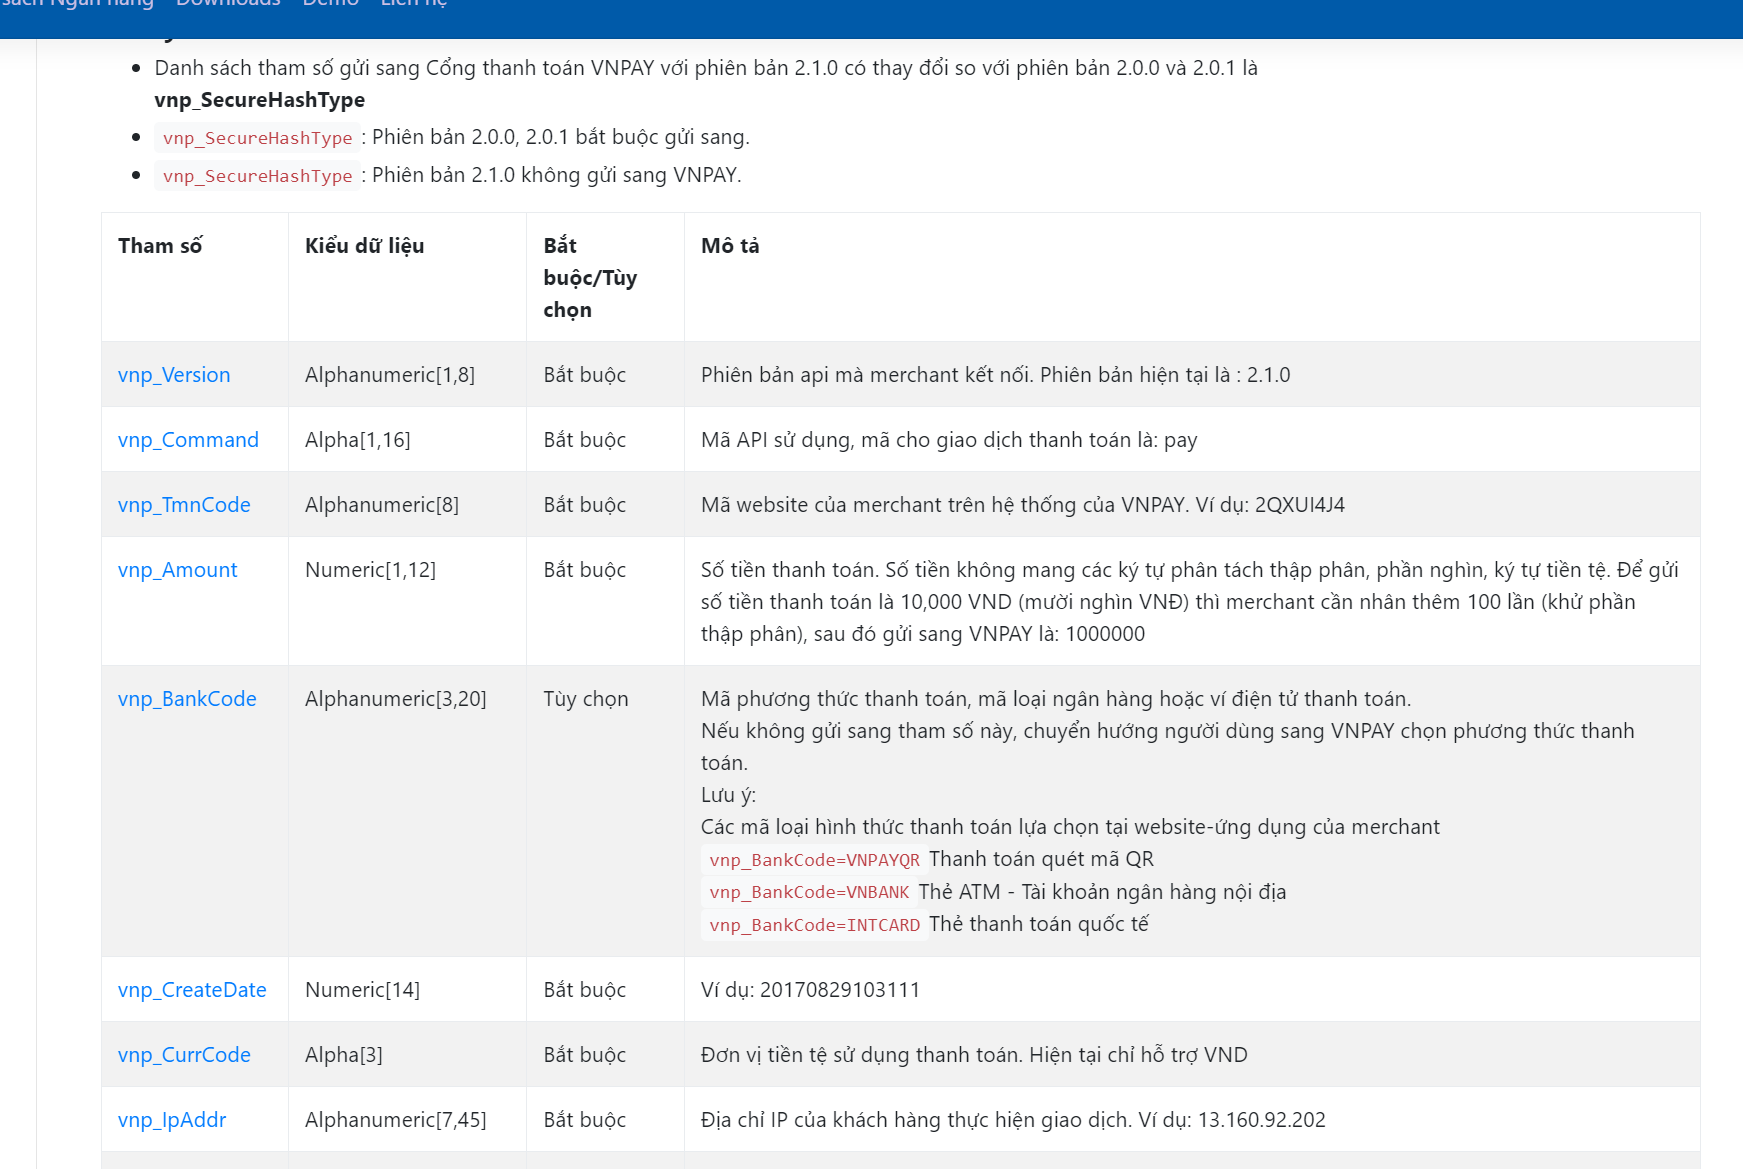 sách Ngân hàng Downloads Demo Liên hệ
Danh sách tham số gửi sang Cổng thanh toán VNPAY với phiên bản 2.1.0 có thay đổi so với phiên bản 2.0.0 và 2.0.1 là
vnp_SecureHashType
vnp_SecureHashType : Phiên bản 2.0.0, 2.0.1 bắt buộc gửi sang.
vnp_SecureHashType : Phiên bản 2.1.0 không gửi sang VNPAY.
Tham số Kiểu dữ liệu Bắt Mô tả
buộc/Tùy
chọn
vnp_Version Alphanumeric[1,8] Bắt buộc Phiên bản api mà merchant kết nối. Phiên bản hiện tại là : 2.1.0
vnp_Command Alpha[1,16] Bắt buộc Mã API sử dụng, mã cho giao dịch thanh toán là: pay
vnp_TmnCode Alphanumeric[8] Bắt buộc Mã website của merchant trên hệ thống của VNPAY. Ví dụ: 2QXUI4J4
vnp_Amount Numeric[1,12] Bắt buộc Số tiền thanh toán. Số tiền không mang các ký tự phân tách thập phân, phần nghìn, ký tự tiền tệ. Để gửi
số tiền thanh toán là 10,000 VND (mười nghìn VNĐ) thì merchant cần nhân thêm 100 lần (khử phần
thập phân), sau đó gửi sang VNPAY là: 1000000
vnp_BankCode Alphanumeric[3,20] Tùy chọn Mã phương thức thanh toán, mã loại ngân hàng hoặc ví điện tử thanh toán.
Nếu không gửi sang tham số này, chuyển hướng người dùng sang VNPAY chọn phương thức thanh
toán.
Lưu ý:
Các mã loại hình thức thanh toán lựa chọn tại website-ứng dụng của merchant
vnp_BankCode=VNPAYQR Thanh toán quét mã QR
vnp_BankCode=VNBANK Thẻ ATM - Tài khoản ngân hàng nội địa
vnp_BankCode=INTCARD Thẻ thanh toán quốc tế
vnp_CreateDate Numeric[14] Bắt buộc Ví dụ: 20170829103111
vnp_CurrCode Alpha[3] Bắt buộc Đơn vị tiền tệ sử dụng thanh toán. Hiện tại chỉ hỗ trợ VND
vnp_IpAddr Alphanumeric[7,45] Bắt buộc Địa chỉ IP của khách hàng thực hiện giao dịch. Ví dụ: 13.160.92.202